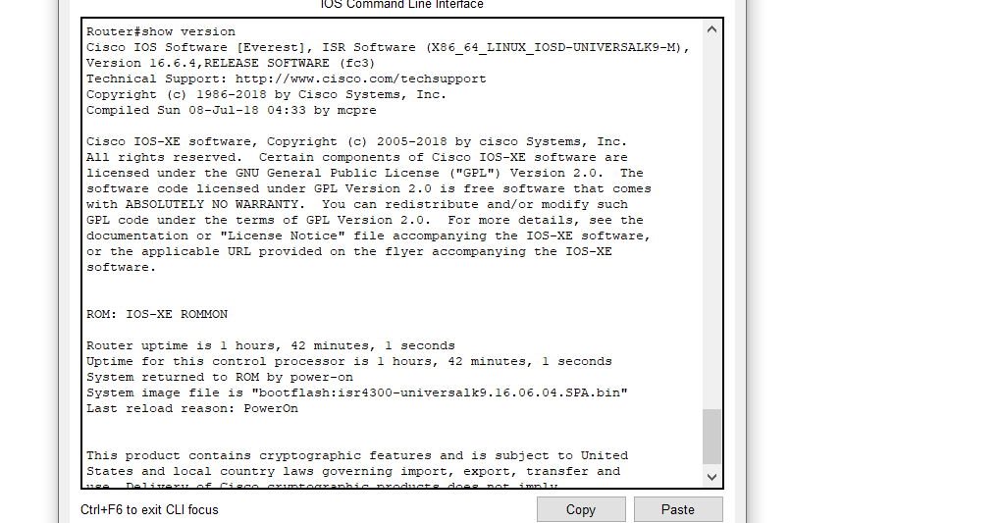 IOS Command Line Interface
Router#show version
Cisco IOS Software [Everest], ISR Software (X86_64_LINUX_IOSD-UNIVERSALK9-M),
Version 16.6.4,RELEASE SOFTWARE (fc3)
Technical Support: http://www.cisco.com/techsupport
Copyright (c) 1986-2018 by Cisco Systems, Inc.
Compiled Sun 08-Jul-18 04:33 by mcpre
Cisco IOS-XE software, Copyright (c) 2005-2018 by cisco Systems, Inc.
All rights reserved.  Certain components of Cisco IOS-XE software are
licensed under the GNU General Public License ("GPL") Version 2.0.  The
software code licensed under GPL Version 2.0 is free software that comes
with ABSOLUTELY NO WARRANTY.  You can redistribute and/or modify such
GPL code under the terms of GPL Version 2.0.  For more details, see the
documentation or "License Notice" file accompanying the IOS-XE software,
or the applicable URL provided on the flyer accompanying the IOS-XE
software.
ROM: IOS-XE ROMMON
Router uptime is 1 hours, 42 minutes, 1 seconds
Uptime for this control processor is 1 hours, 42 minutes, 1 seconds
System returned to ROM by power-on
System image file is "bootflash:isr4300-universalk9.16.06.04.SPA.bin"
Last reload reason: PowerOn
This product contains cryptographic features and is subject to United
States and local country laws governing import, export, transfer and
use. Delivery of Cisco cryptographic products does not imply
Ctrl+F6 to exit CLI focus
Copy
Paste